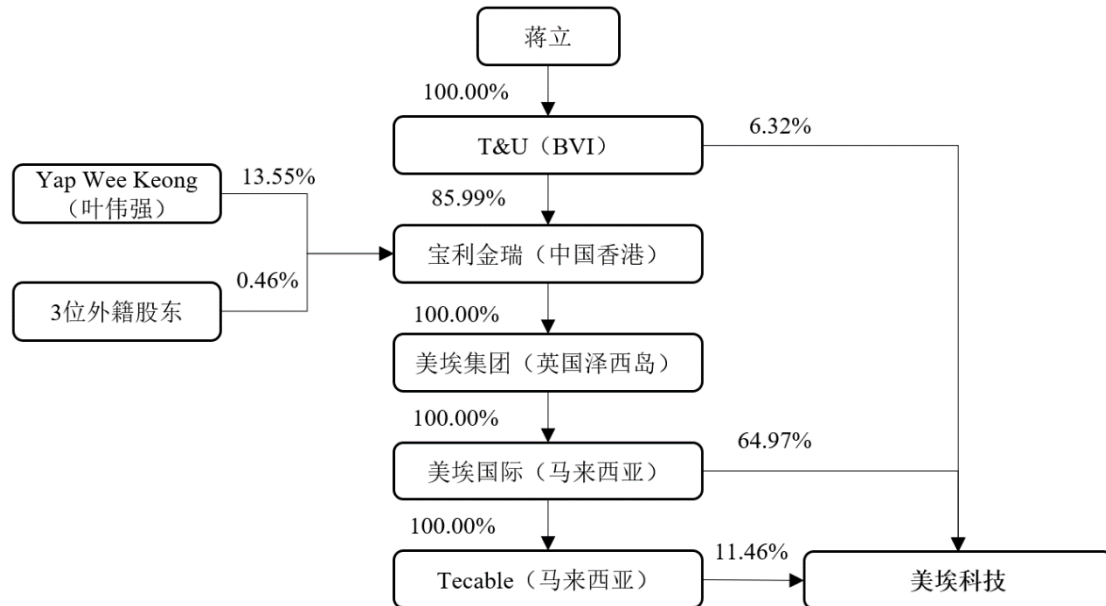 蒋立
100.00%
T&U（BVI）
6.32%
Yap Wee Keong
（叶伟强）
13.55%
85.99%
宝利金瑞（中国香港）
3位外籍股东
0.46%
100.00%
美埃集团（英国泽西岛）
100.00%
美埃国际（马来西亚）
64.97%
100.00%
Tecable（马来西亚）
11.46%
美埃科技